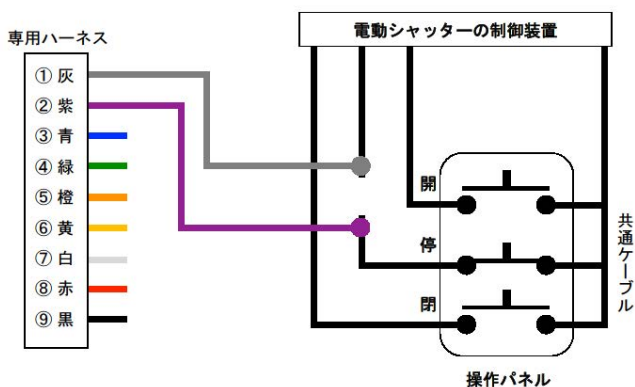 電動シャッターの制御装置
専用ハーネス
① 灰
② 紫
③ 青
④ 緑
⑤ 橙
⑥ 黄
⑦ 白
⑧ 赤
⑨ 黒
開
停
閉
共通ケーブル
操作パネル